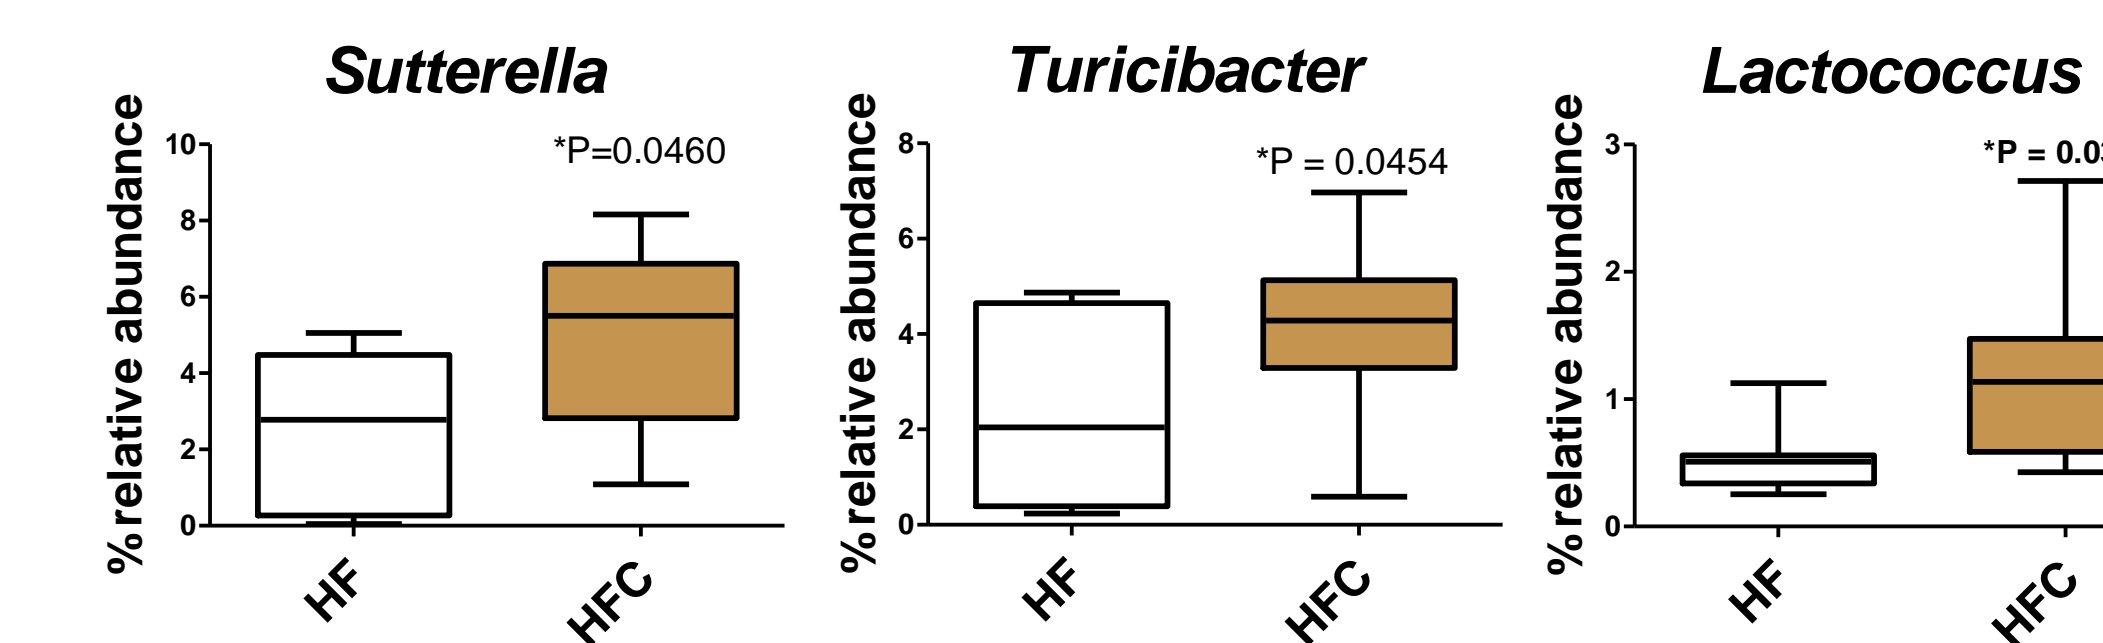 Sutterella
% relative abundance
10
8
6
4
2
0
*P=0.0460
HF
HFC
Turicibacter
% relative abundance
8
6
4
2
0
*P = 0.0454
HF
HFC
Lactococcus
% relative abundance
3
2
1
0
*P =
HF
HFC